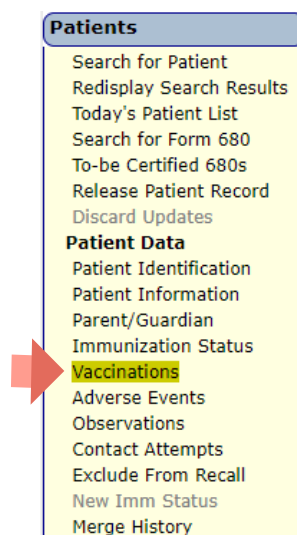 Patients
Search for Patient
Redisplay Search Results
Today's Patient List
Search for Form 680
To-be Certified 680s
Release Patient Record
Discard Updates
Patient Data
Patient Identification
Patient Information
Parent/Guardian
Immunization Status
Vaccinations
Adverse Events
Observations
Contact Attempts
Exclude From Recall
New Imm Status
Merge History